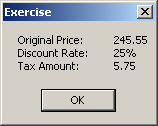 Exercise
Original Price: 245.55
Discount Rate: 25%
Tax Amount: 5.75
OK